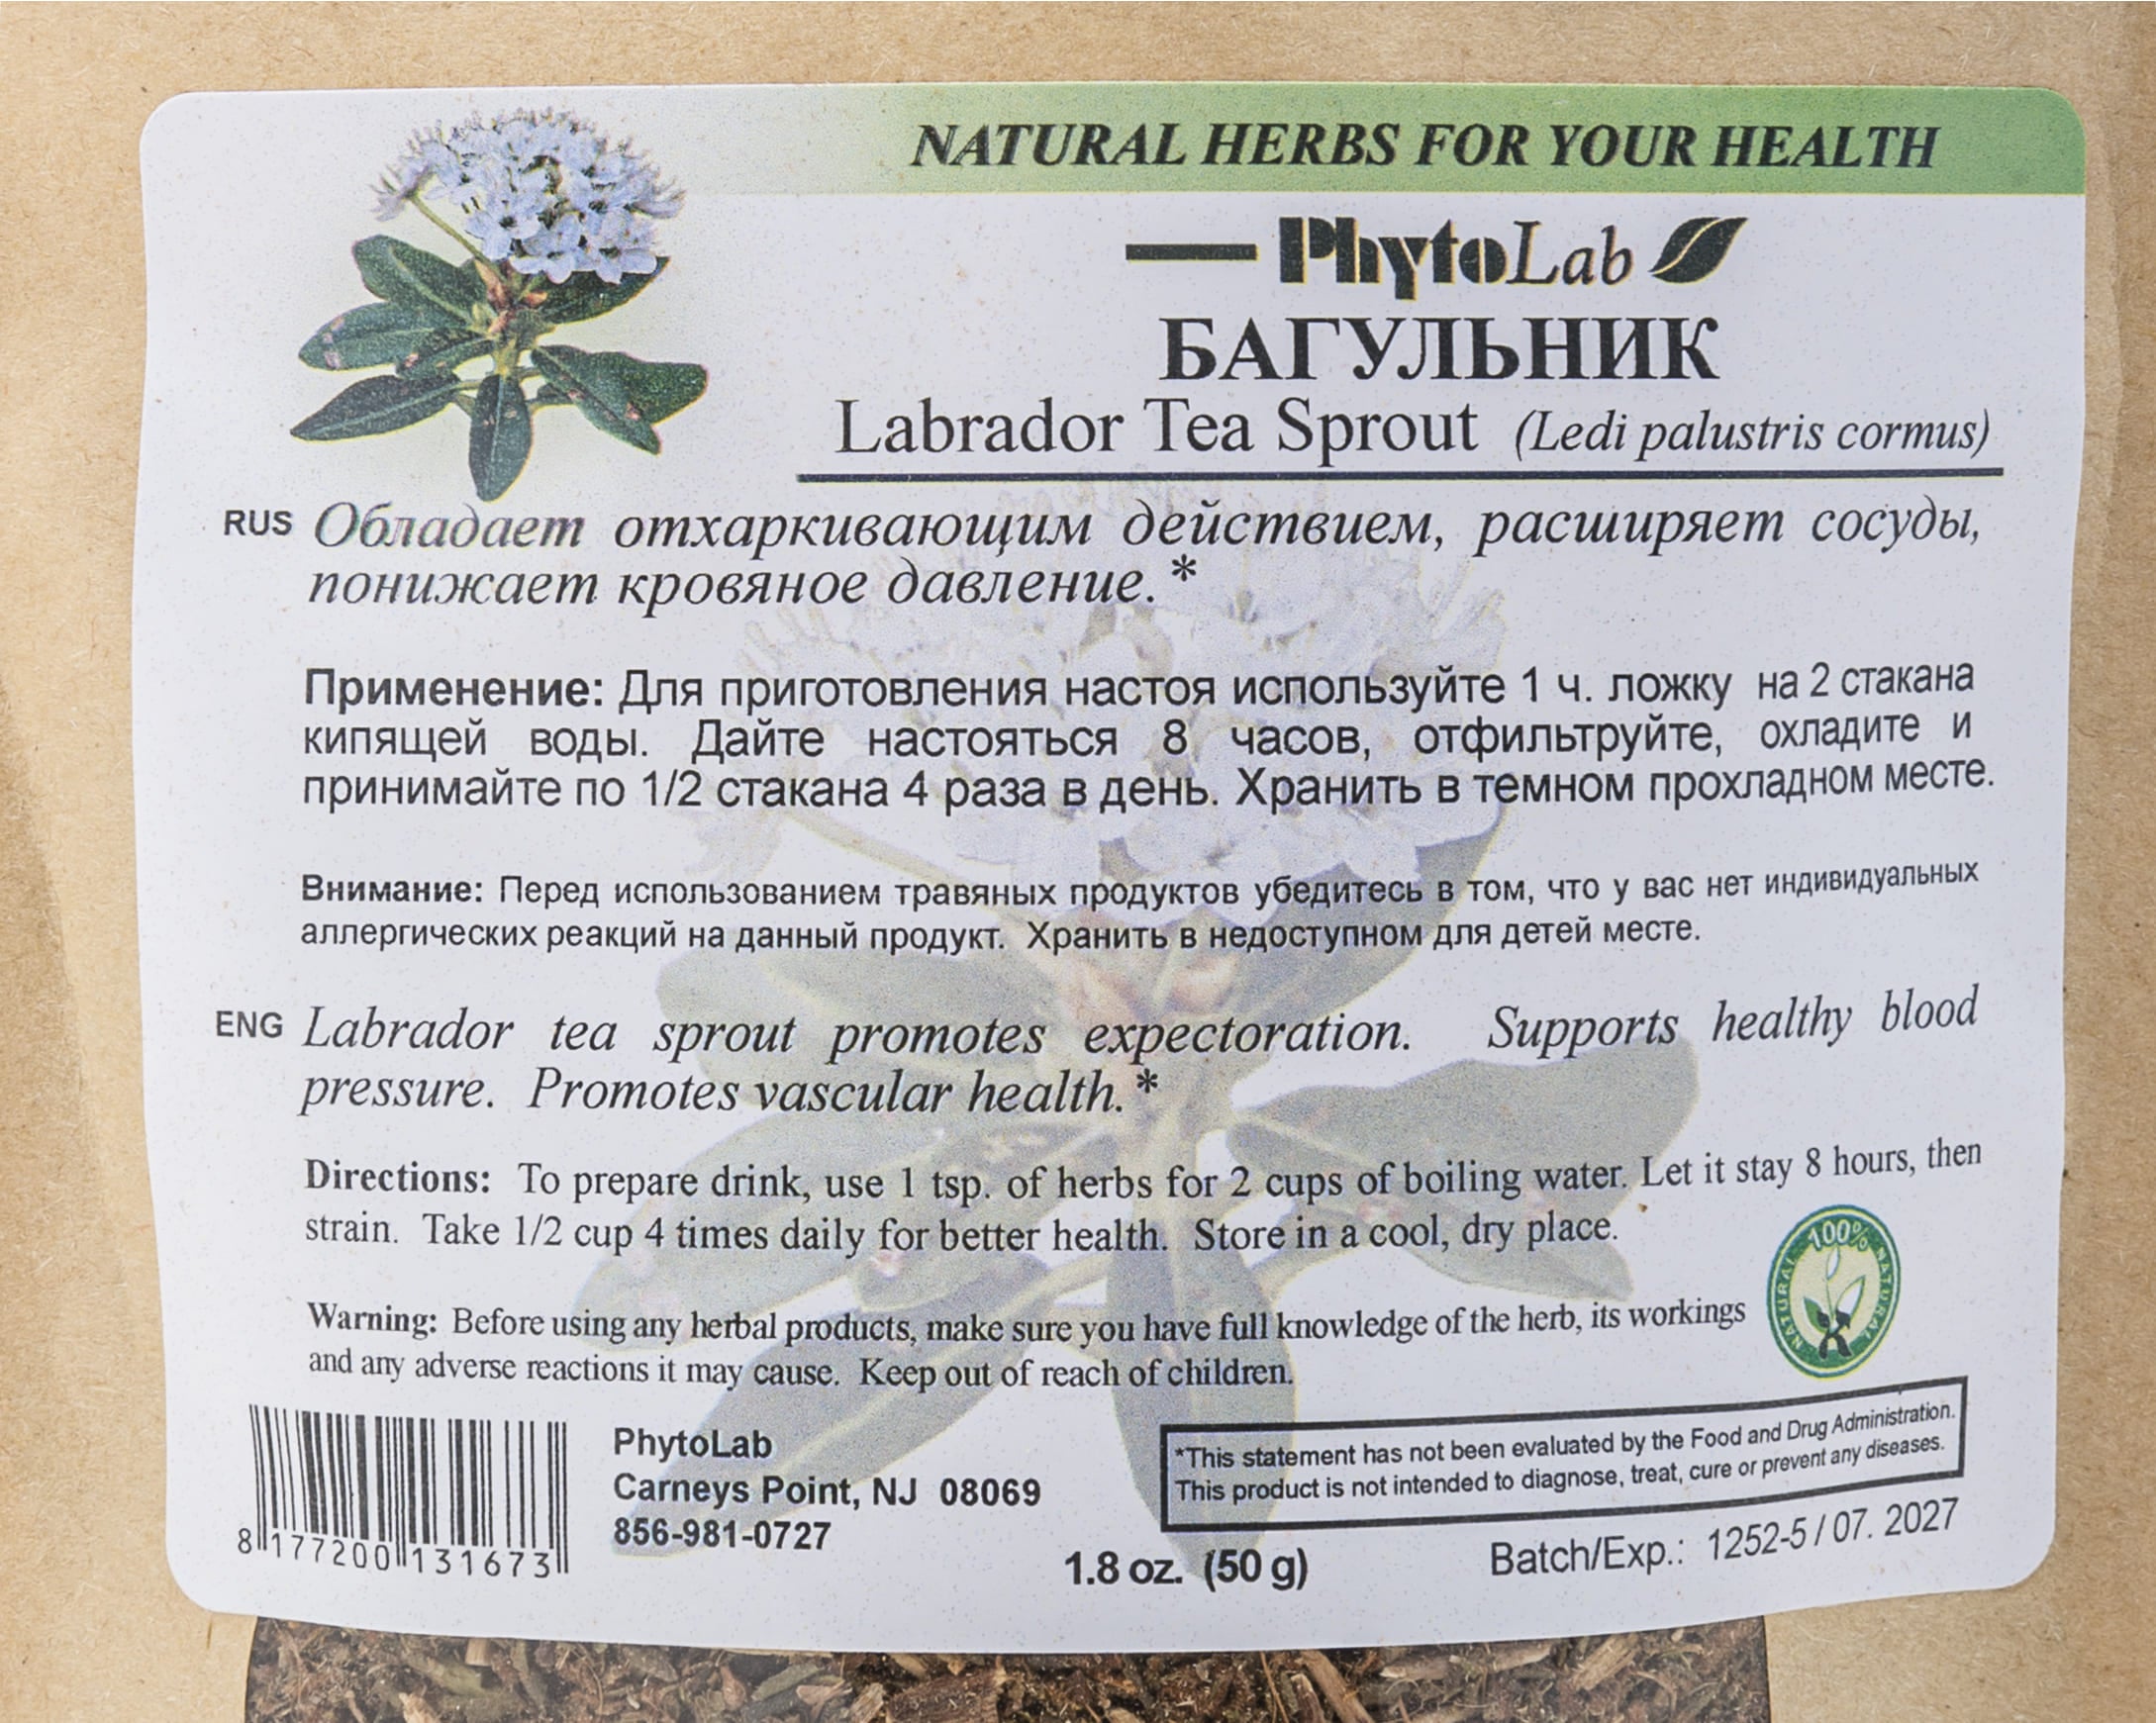 NATURAL HERBS FOR YOUR HEALTH
PhytoLab
БАГУЛЬНИК
Labrador Tea Sprout (Ledi palustris cormus)
RUS Обладает отхаркивающим действием, расширяет сосуды,
понижает кровяное давление.*
Применение: Для приготовления настоя используйте 1 ч. ложку на 2 стакана
кипящей воды. Дайте настояться 8 часов, отфильтруйте, охладите и
принимайте по 1/2 стакана 4 раза в день. Хранить в темном прохладном месте.
Внимание: Перед использованием травяных продуктов убедитесь в том, что у вас нет индивидуальных
аллергических реакций на данный продукт. Хранить в недоступном для детей месте.
ENG Labrador tea sprout promotes expectoration. Supports healthy blood
pressure. Promotes vascular health.*
Directions: To prepare drink, use 1 tsp. of herbs for 2 cups of boiling water. Let it stay 8 hours, then
strain. Take 1/2 cup 4 times daily for better health. Store in a cool, dry place.
100% NATURAL NATURAL
Warning: Before using any herbal products, make sure you have full knowledge of the herb, its workings
and any adverse reactions it may cause. Keep out of reach of children.
PhytoLab
Carneys Point, NJ 08069
856-981-0727
8 177200 131673
*This statement has not been evaluated by the Food and Drug Administration.
This product is not intended to diagnose, treat, cure or prevent any diseases.
1.8 oz. (50 g)
Batch/Exp.: 1252-5 / 07. 2027